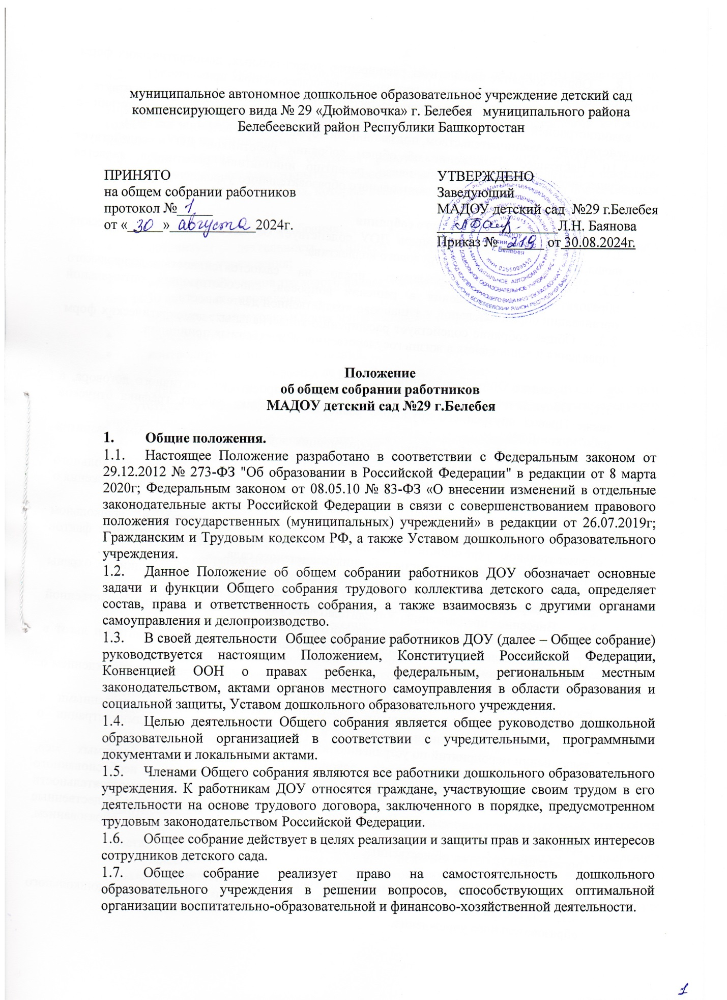 муниципальное автономное дошкольное образовательное учреждение детский сад
компенсирующего вида № 29 «Дюймовочка» г. Белебея муниципального района
Белебеевский район Республики Башкортостан
ПРИНЯТО
на общем собрании работников
протокол № 1
от « 30 » августа 2024г.
УТВЕРЖДЕНО
Заведующий
МАДОУ детский сад №29 г.Белебея
Л.Н. Баянова
Приказ № 219 от 30.08.2024г.
МАДОУ
г. Белебея
ИНН 0255009550
Положение
об общем собрании работников
МАДОУ детский сад №29 г.Белебея
1. Общие положения.
1.1. Настоящее Положение разработано в соответствии с Федеральным законом от
29.12.2012 № 273-ФЗ "Об образовании в Российской Федерации" в редакции от 8 марта
2020г; Федеральным законом от 08.05.10 № 83-ФЗ «О внесении изменений в отдельные
законодательные акты Российской Федерации в связи с совершенствованием правового
положения государственных (муниципальных) учреждений» в редакции от 26.07.2019г;
Гражданским и Трудовым кодексом РФ, а также Уставом дошкольного образовательного
учреждения.
1.2. Данное Положение об общем собрании работников ДОУ обозначает основные
задачи и функции Общего собрания трудового коллектива детского сада, определяет
состав, права и ответственность собрания, а также взаимосвязь с другими органами
самоуправления и делопроизводство.
1.3. В своей деятельности Общее собрание работников ДОУ (далее – Общее собрание)
руководствуется настоящим Положением, Конституцией Российской Федерации,
Конвенцией ООН о правах ребенка, федеральным, региональным местным
законодательством, актами органов местного самоуправления в области образования и
социальной защиты, Уставом дошкольного образовательного учреждения.
1.4. Целью деятельности Общего собрания является общее руководство дошкольной
образовательной организацией в соответствии с учредительными, программными
документами и локальными актами.
1.5. Членами Общего собрания являются все работники дошкольного образовательного
учреждения. К работникам ДОУ относятся граждане, участвующие своим трудом в его
деятельности на основе трудового договора, заключенного в порядке, предусмотренном
трудовым законодательством Российской Федерации.
1.6. Общее собрание действует в целях реализации и защиты прав и законных интересов
сотрудников детского сада.
1.7. Общее собрание реализует право на самостоятельность дошкольного
образовательного учреждения в решении вопросов, способствующих оптимальной
организации воспитательно-образовательной и финансово-хозяйственной деятельности.
1